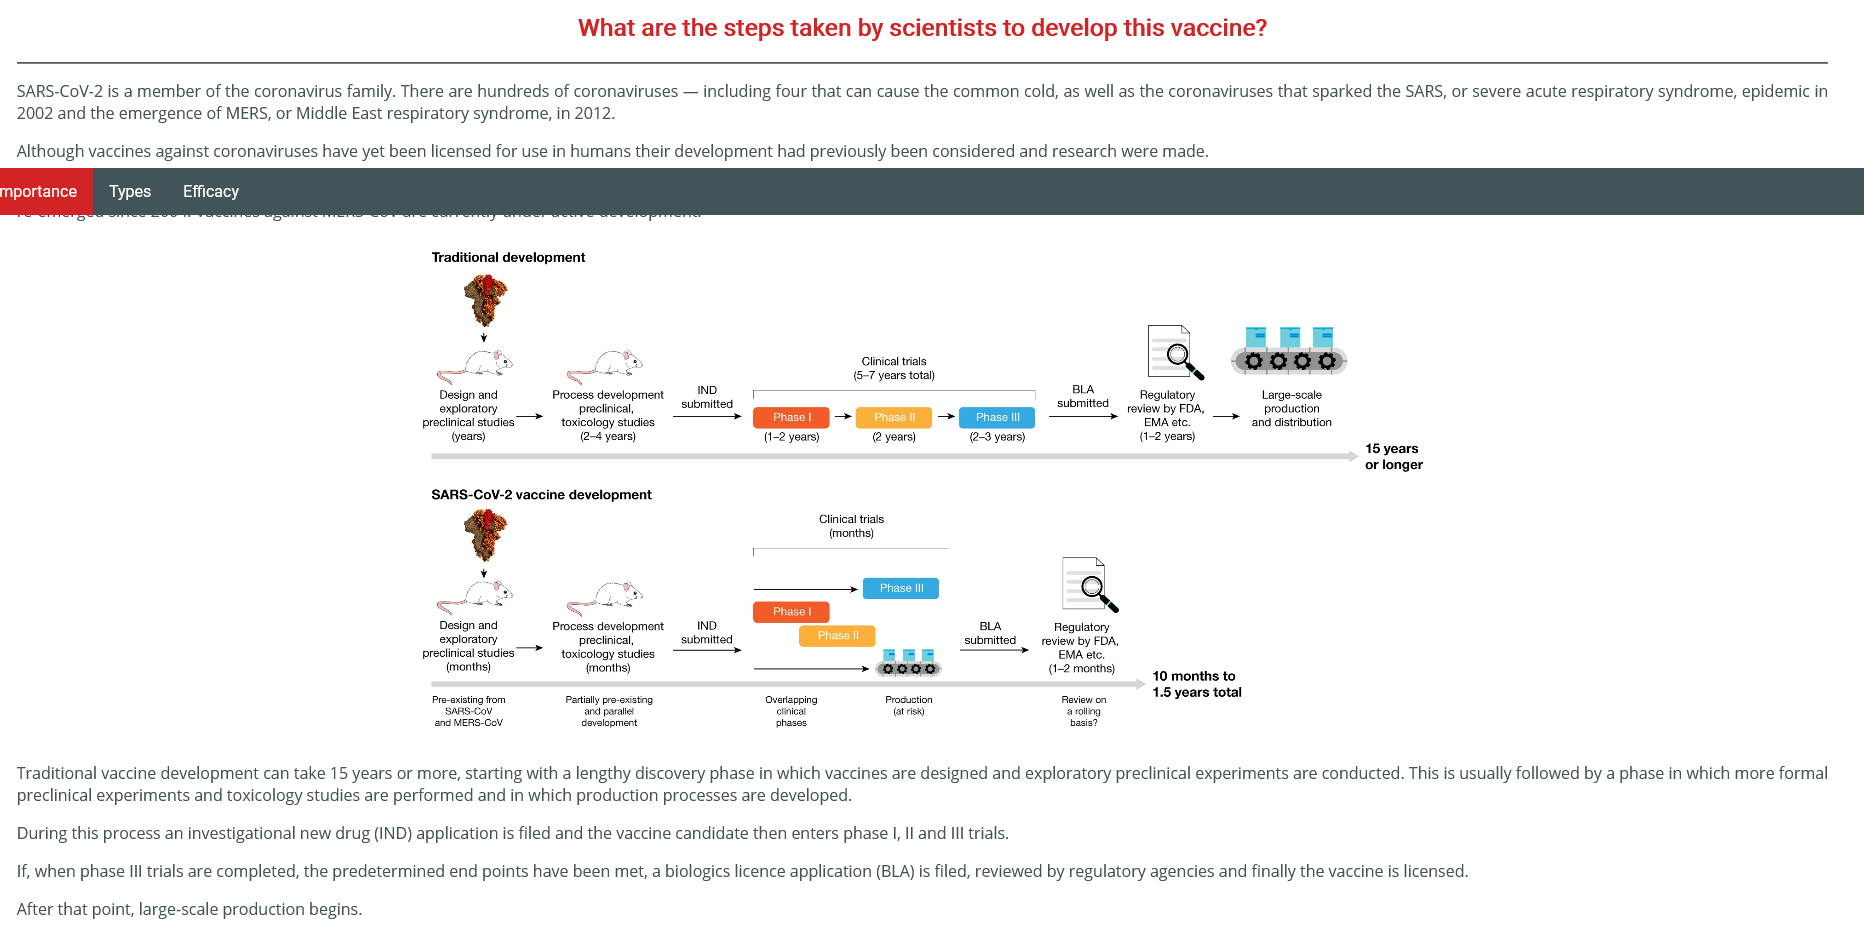 What are the steps taken by scientists to develop this vaccine?
SARS-CoV-2 is a member of the coronavirus family. There are hundreds of coronaviruses — including four that can cause the common cold, as well as the coronaviruses that sparked the SARS, or severe acute respiratory syndrome, epidemic in
2002 and the emergence of MERS, or Middle East respiratory syndrome, in 2012.
Although vaccines against coronaviruses have yet been licensed for use in humans their development had previously been considered and research were made.
mportance Types Efficacy
Traditional development
Design and
exploratory
preclinical studies
(years)
Process development
preclinical,
toxicology studies
(2–4 years)
IND
submitted
Clinical trials
(5–7 years total)
Phase I
(1–2 years)
Phase II
(2 years)
Phase III
(2–3 years)
BLA
submitted
Regulatory
review by FDA,
EMA etc.
(1–2 years)
Large-scale
production
and distribution
15 years
or longer
SARS-CoV-2 vaccine development
Design and
exploratory
preclinical studies
(months)
Process development
preclinical,
toxicology studies
(months)
IND
submitted
Clinical trials
(months)
Phase III
Phase I
Phase II
BLA
submitted
Regulatory
review by FDA,
EMA etc.
(1–2 months)
10 months to
1.5 years total
Pre-existing from
SARS-CoV
and MERS-CoV
Partially pre-existing
and parallel
development
Overlapping
clinical
phases
Production
(at risk)
Review on
a rolling
basis?
Traditional vaccine development can take 15 years or more, starting with a lengthy discovery phase in which vaccines are designed and exploratory preclinical experiments are conducted. This is usually followed by a phase in which more formal
preclinical experiments and toxicology studies are performed and in which production processes are developed.
During this process an investigational new drug (IND) application is filed and the vaccine candidate then enters phase I, II and III trials.
If, when phase III trials are completed, the predetermined end points have been met, a biologics licence application (BLA) is filed, reviewed by regulatory agencies and finally the vaccine is licensed.
After that point, large-scale production begins.